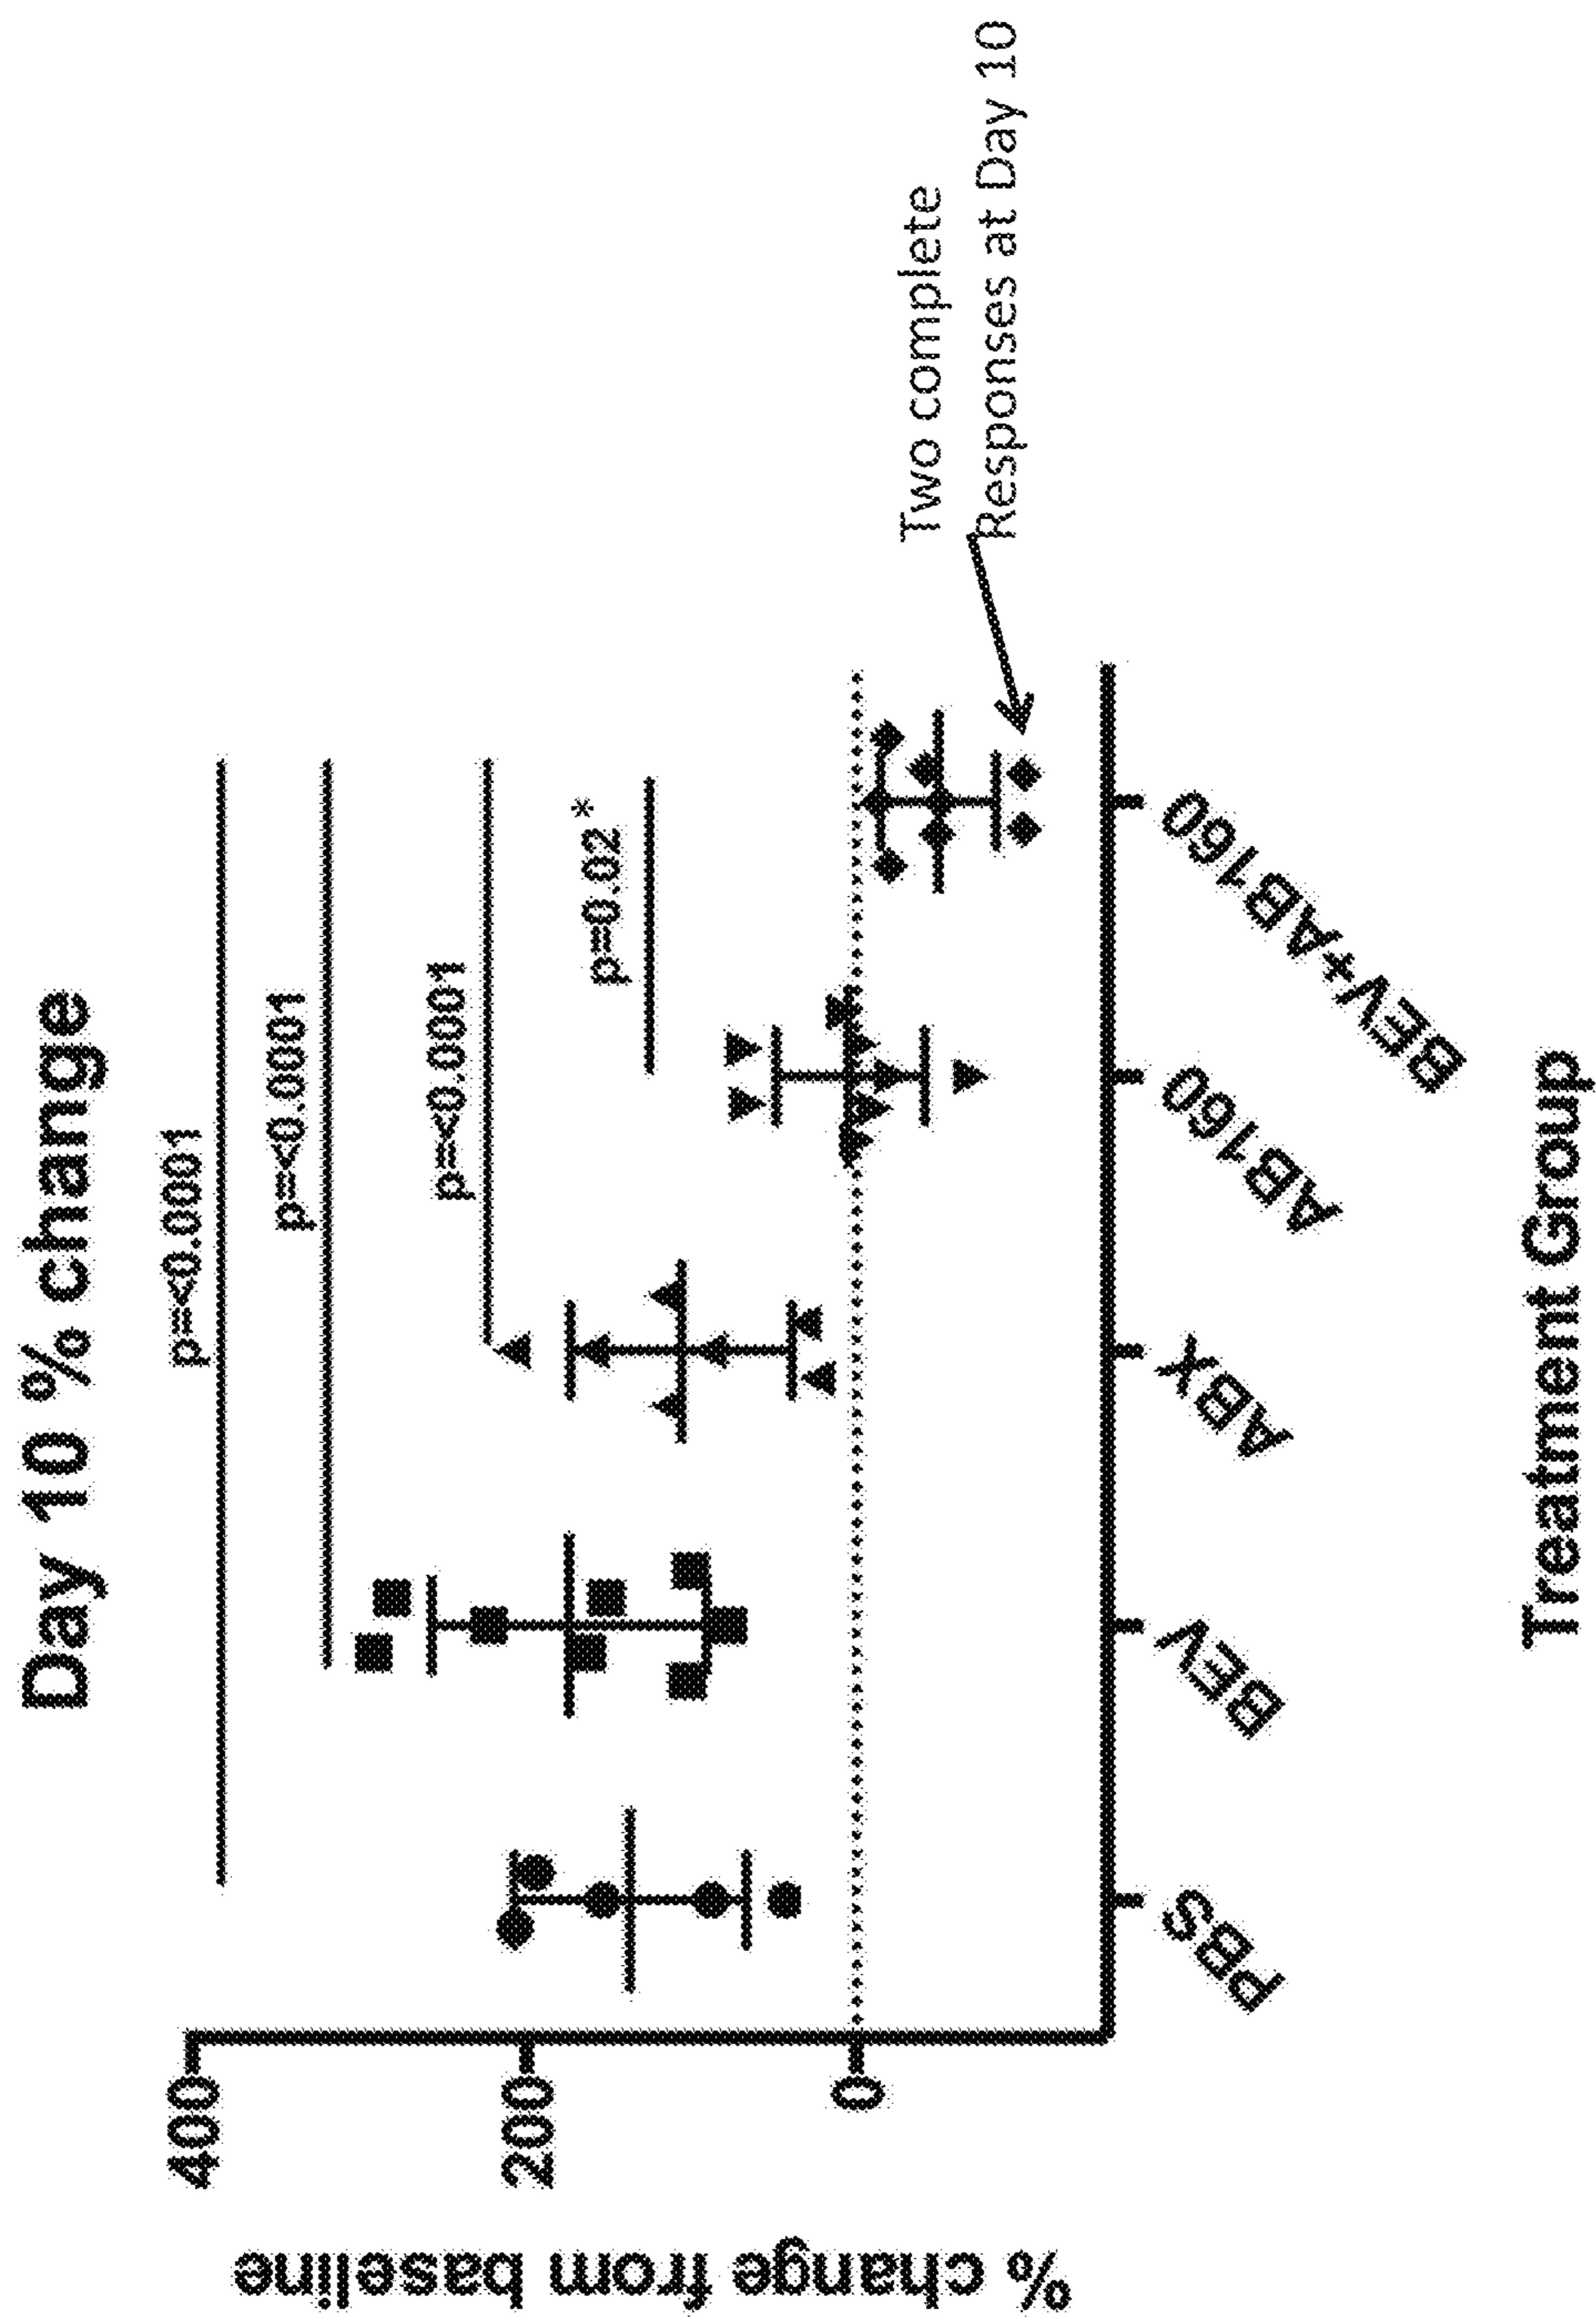 Day 10 % change
p=<0.0001
p=<0.0001
p=<0.0001
p=0.02*
400
200
0
% change from baseline
Two complete
Responses at Day 10
PBS
BEV
ABX
AB160
BEV+AB160
Treatment Group